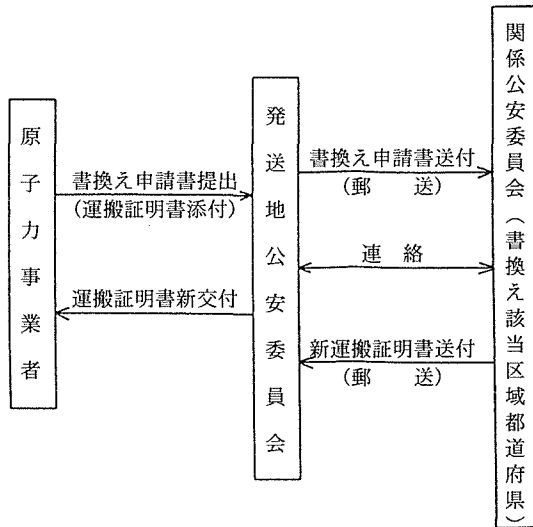 原子力事業者
書換え申請書提出
(運搬証明書添付)
運搬証明書新交付
発送地公安委員会
書換え申請書送付
(郵 送)
連 絡
新運搬証明書送付
(郵 送)
関係公安委員会(書換え該当区域都道府県)